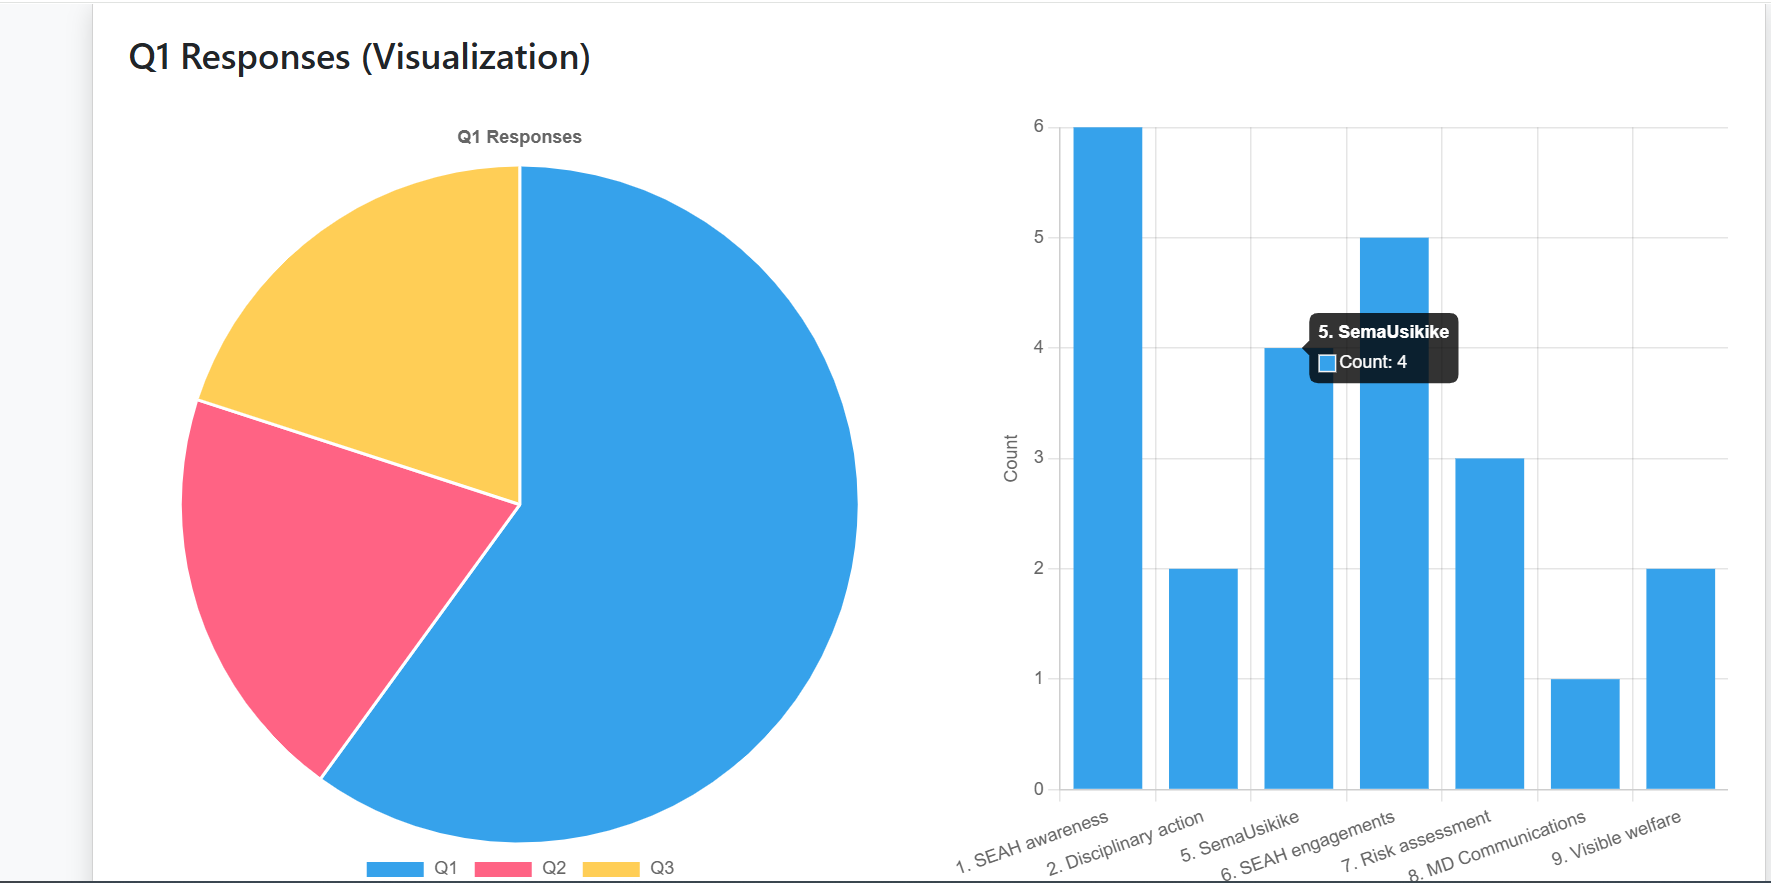 Q1 Responses (Visualization)
Q1 Responses
Q1 Q2 Q3
6
5
4
3
2
1
0
Count
5. SemaUsikike
Count: 4
1. SEAH awareness
2. Disciplinary action
5. SemaUsikike
6. SEAH engagements
7. Risk assessment
8. MD Communications
9. Visible welfare